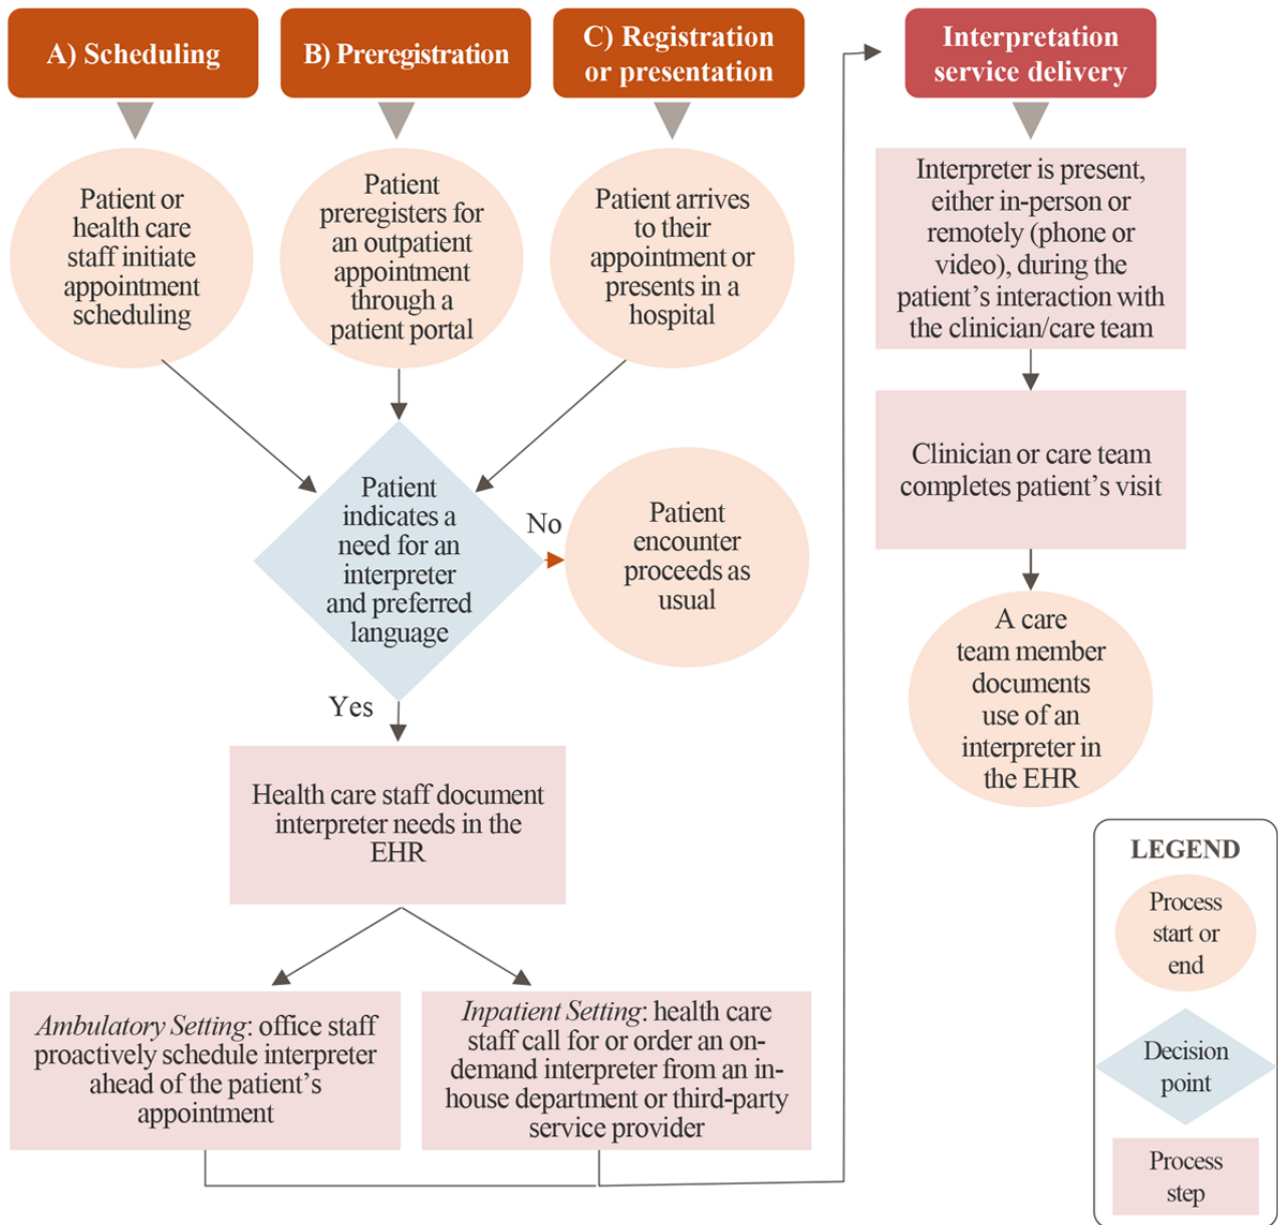 A) Scheduling
B) Preregistration
C) Registration
or presentation
Interpretation
service delivery
Patient or
health care
staff initiate
appointment
scheduling
Patient
preregisters for
an outpatient
appointment
through a
patient portal
Patient arrives
to their
appointment or
presents in a
hospital
Patient
indicates a
need for an
interpreter
and preferred
language
No
Patient
encounter
proceeds as
usual
Yes
Health care staff document
interpreter needs in the
EHR
Ambulatory Setting: office staff
proactively schedule interpreter
ahead of the patient’s
appointment
Inpatient Setting: health care
staff call for or order an on-
demand interpreter from an in-
house department or third-party
service provider
Interpreter is present,
either in-person or
remotely (phone or
video), during the
patient’s interaction with
the clinician/care team
Clinician or care team
completes patient’s visit
A care
team member
documents
use of an
interpreter in
the EHR
LEGEND
Process
start or
end
Decision
point
Process
step